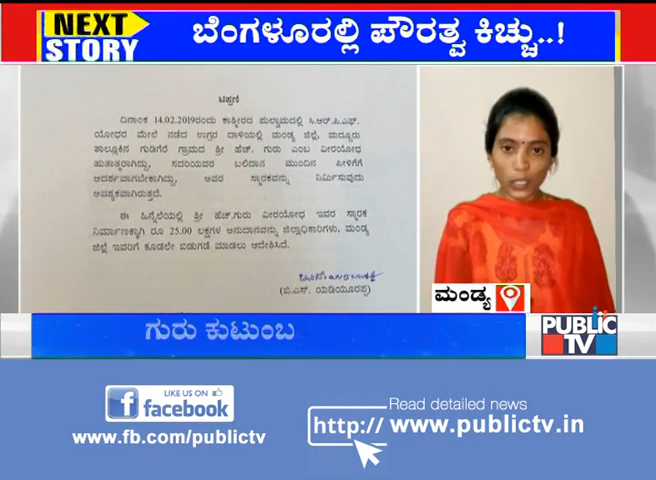 NEXT
STORY
ಬೆಂಗಳೂರಲ್ಲಿ ಪೌರತ್ವ ಕಿಚ್ಚು..!
ಟಿಪ್ಪಣಿ
ದಿನಾಂಕ 14.02.2019ರಂದು ಕಾಶ್ಮೀರದ ಪುಲ್ವಾಮದಲ್ಲಿ ಸಿ.ಆರ್.ಪಿ.ಎಫ್.
ಯೋಧರ ಮೇಲೆ ನಡೆದ ಉಗ್ರರ ದಾಳಿಯಲ್ಲಿ ಮಂಡ್ಯ ಜಿಲ್ಲೆ, ಮದ್ದೂರು
ತಾಲ್ಲೂಕಿನ ಗುಡಿಗೆರೆ ಗ್ರಾಮದ ಶ್ರೀ ಹೆಚ್. ಗುರು ಎಂಬ ವೀರಯೋಧ
ಹುತಾತ್ಮರಾಗಿದ್ದು, ಸದರಿಯವರ ಬಲಿದಾನ ಮುಂದಿನ ಪೀಳಿಗೆಗೆ
ಆದರ್ಶವಾಗಬೇಕಾಗಿದ್ದು, ಅವರ ಸ್ಮಾರಕವನ್ನು ನಿರ್ಮಿಸುವುದು
ಅವಶ್ಯಕವಾಗಿರುತ್ತದೆ.
ಈ ಹಿನ್ನೆಲೆಯಲ್ಲಿ ಶ್ರೀ ಹೆಚ್.ಗುರು ವೀರಯೋಧ ಇವರ ಸ್ಮಾರಕ
ನಿರ್ಮಾಣಕ್ಕಾಗಿ ರೂ 25.00 ಲಕ್ಷಗಳ ಅನುದಾನವನ್ನು ಜಿಲ್ಲಾಧಿಕಾರಿಗಳು, ಮಂಡ್ಯ
ಜಿಲ್ಲೆ ಇವರಿಗೆ ಕೂಡಲೇ ಬಿಡುಗಡೆ ಮಾಡಲು ಆದೇಶಿಸಿದೆ.
(ಬಿ.ಎಸ್. ಯಡಿಯೂರಪ್ಪ)
ಮಂಡ್ಯ
ಗುರು ಕುಟುಂಬ
PUBLIC
TV
LIKE US ON
facebook
www.fb.com/publictv
Read detailed news
http:// www.publictv.in